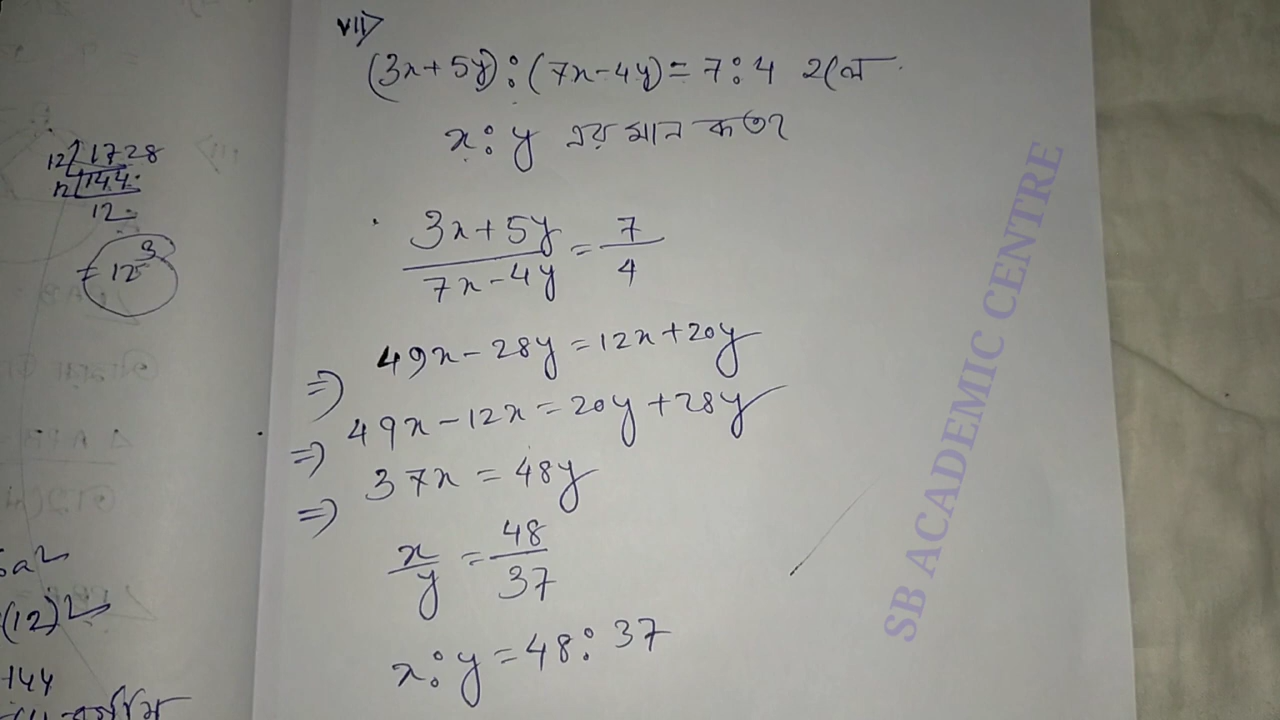 vii>
(3x+5y):(7x-4y)=7:4 হলে
x:y এর মান কত?
3x+5y/7x-4y = 7/4
⇒ 49x-28y=12x+20y
⇒ 49x-12x=20y+28y
⇒ 37x=48y
x/y = 48/37
x:y=48:37
12 1728
12 144
12
=12³
5a²
(12)²
144
SB ACADEMIC CENTRE